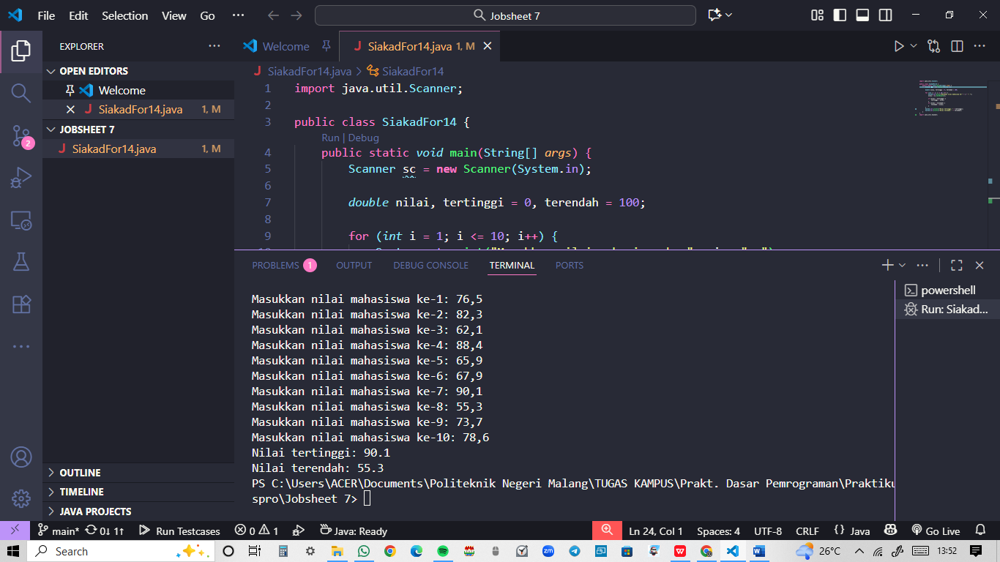 File Edit Selection View Go ··· Jobsheet 7
EXPLORER ···
OPEN EDITORS
Welcome
SiakadFor14.java 1, M
JOBSHEET 7
SiakadFor14.java 1, M
OUTLINE
TIMELINE
JAVA PROJECTS
2
Welcome SiakadFor14.java 1, M
SiakadFor14.java > SiakadFor14
1 import java.util.Scanner;
2
3 public class SiakadFor14 {
Run | Debug
4 public static void main(String[] args) {
5 Scanner sc = new Scanner(System.in);
6
7 double nilai, tertinggi = 0, terendah = 100;
8
9 for (int i = 1; i <= 10; i++) {
PROBLEMS 1 OUTPUT DEBUG CONSOLE TERMINAL PORTS
powershell
Run: Siakad...
Masukkan nilai mahasiswa ke-1: 76,5
Masukkan nilai mahasiswa ke-2: 82,3
Masukkan nilai mahasiswa ke-3: 62,1
Masukkan nilai mahasiswa ke-4: 88,4
Masukkan nilai mahasiswa ke-5: 65,9
Masukkan nilai mahasiswa ke-6: 67,9
Masukkan nilai mahasiswa ke-7: 90,1
Masukkan nilai mahasiswa ke-8: 55,3
Masukkan nilai mahasiswa ke-9: 73,7
Masukkan nilai mahasiswa ke-10: 78,6
Nilai tertinggi: 90.1
Nilai terendah: 55.3
PS C:\Users\ACER\Documents\Politeknik Negeri Malang\TUGAS KAMPUS\Prakt. Dasar Pemrograman\Praktiku
spro\Jobsheet 7>
main* 0↓ 1↑ Run Testcases 0 1 Java: Ready Ln 24, Col 1 Spaces: 4 UTF-8 CRLF {} Java Go Live
Search 26°C 13:52